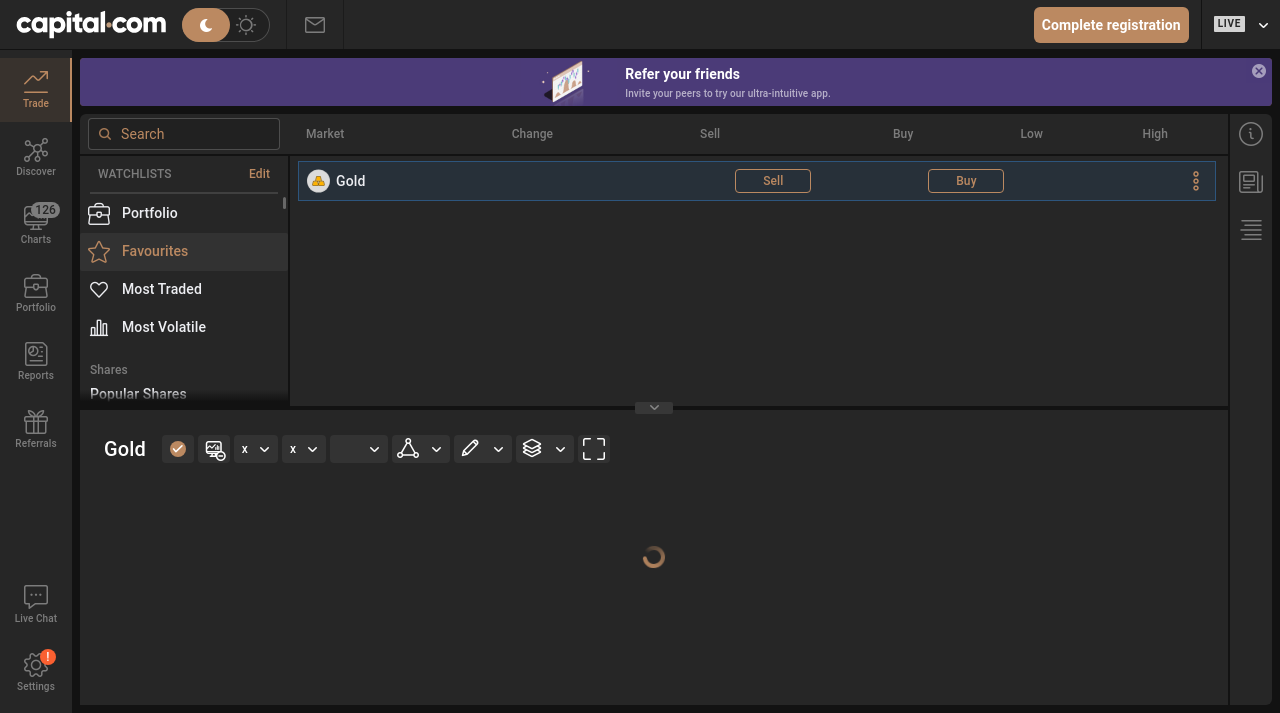 capital.com
Complete registration
LIVE
Trade
Discover
126
Charts
Portfolio
Reports
Referrals
Live Chat
!
Settings
Refer your friends
Invite your peers to try our ultra-intuitive app.
Search
WATCHLISTS Edit
Portfolio
Favourites
Most Traded
Most Volatile
Shares
Popular Shares
Market Change Sell Buy Low High
Gold Sell Buy
Gold x x